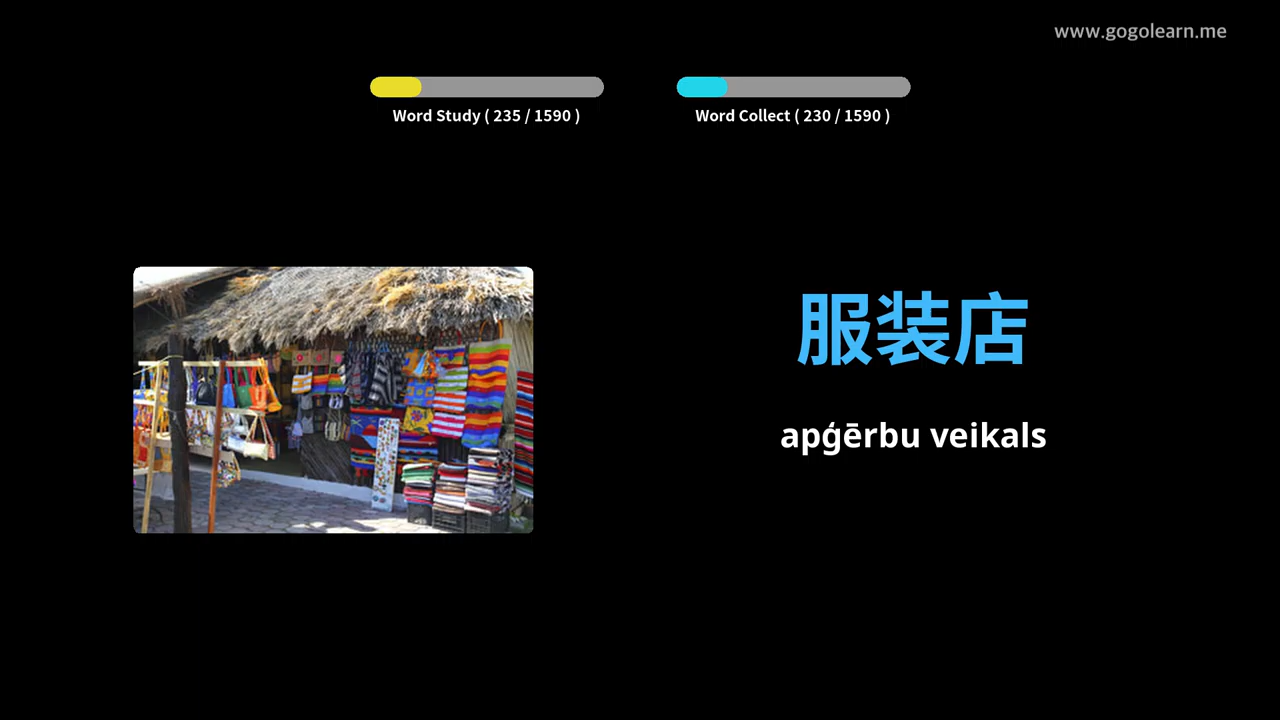 www.gogolearn.me
Word Study ( 235 / 1590 )
Word Collect ( 230 / 1590 )
服装店
apģērbu veikals